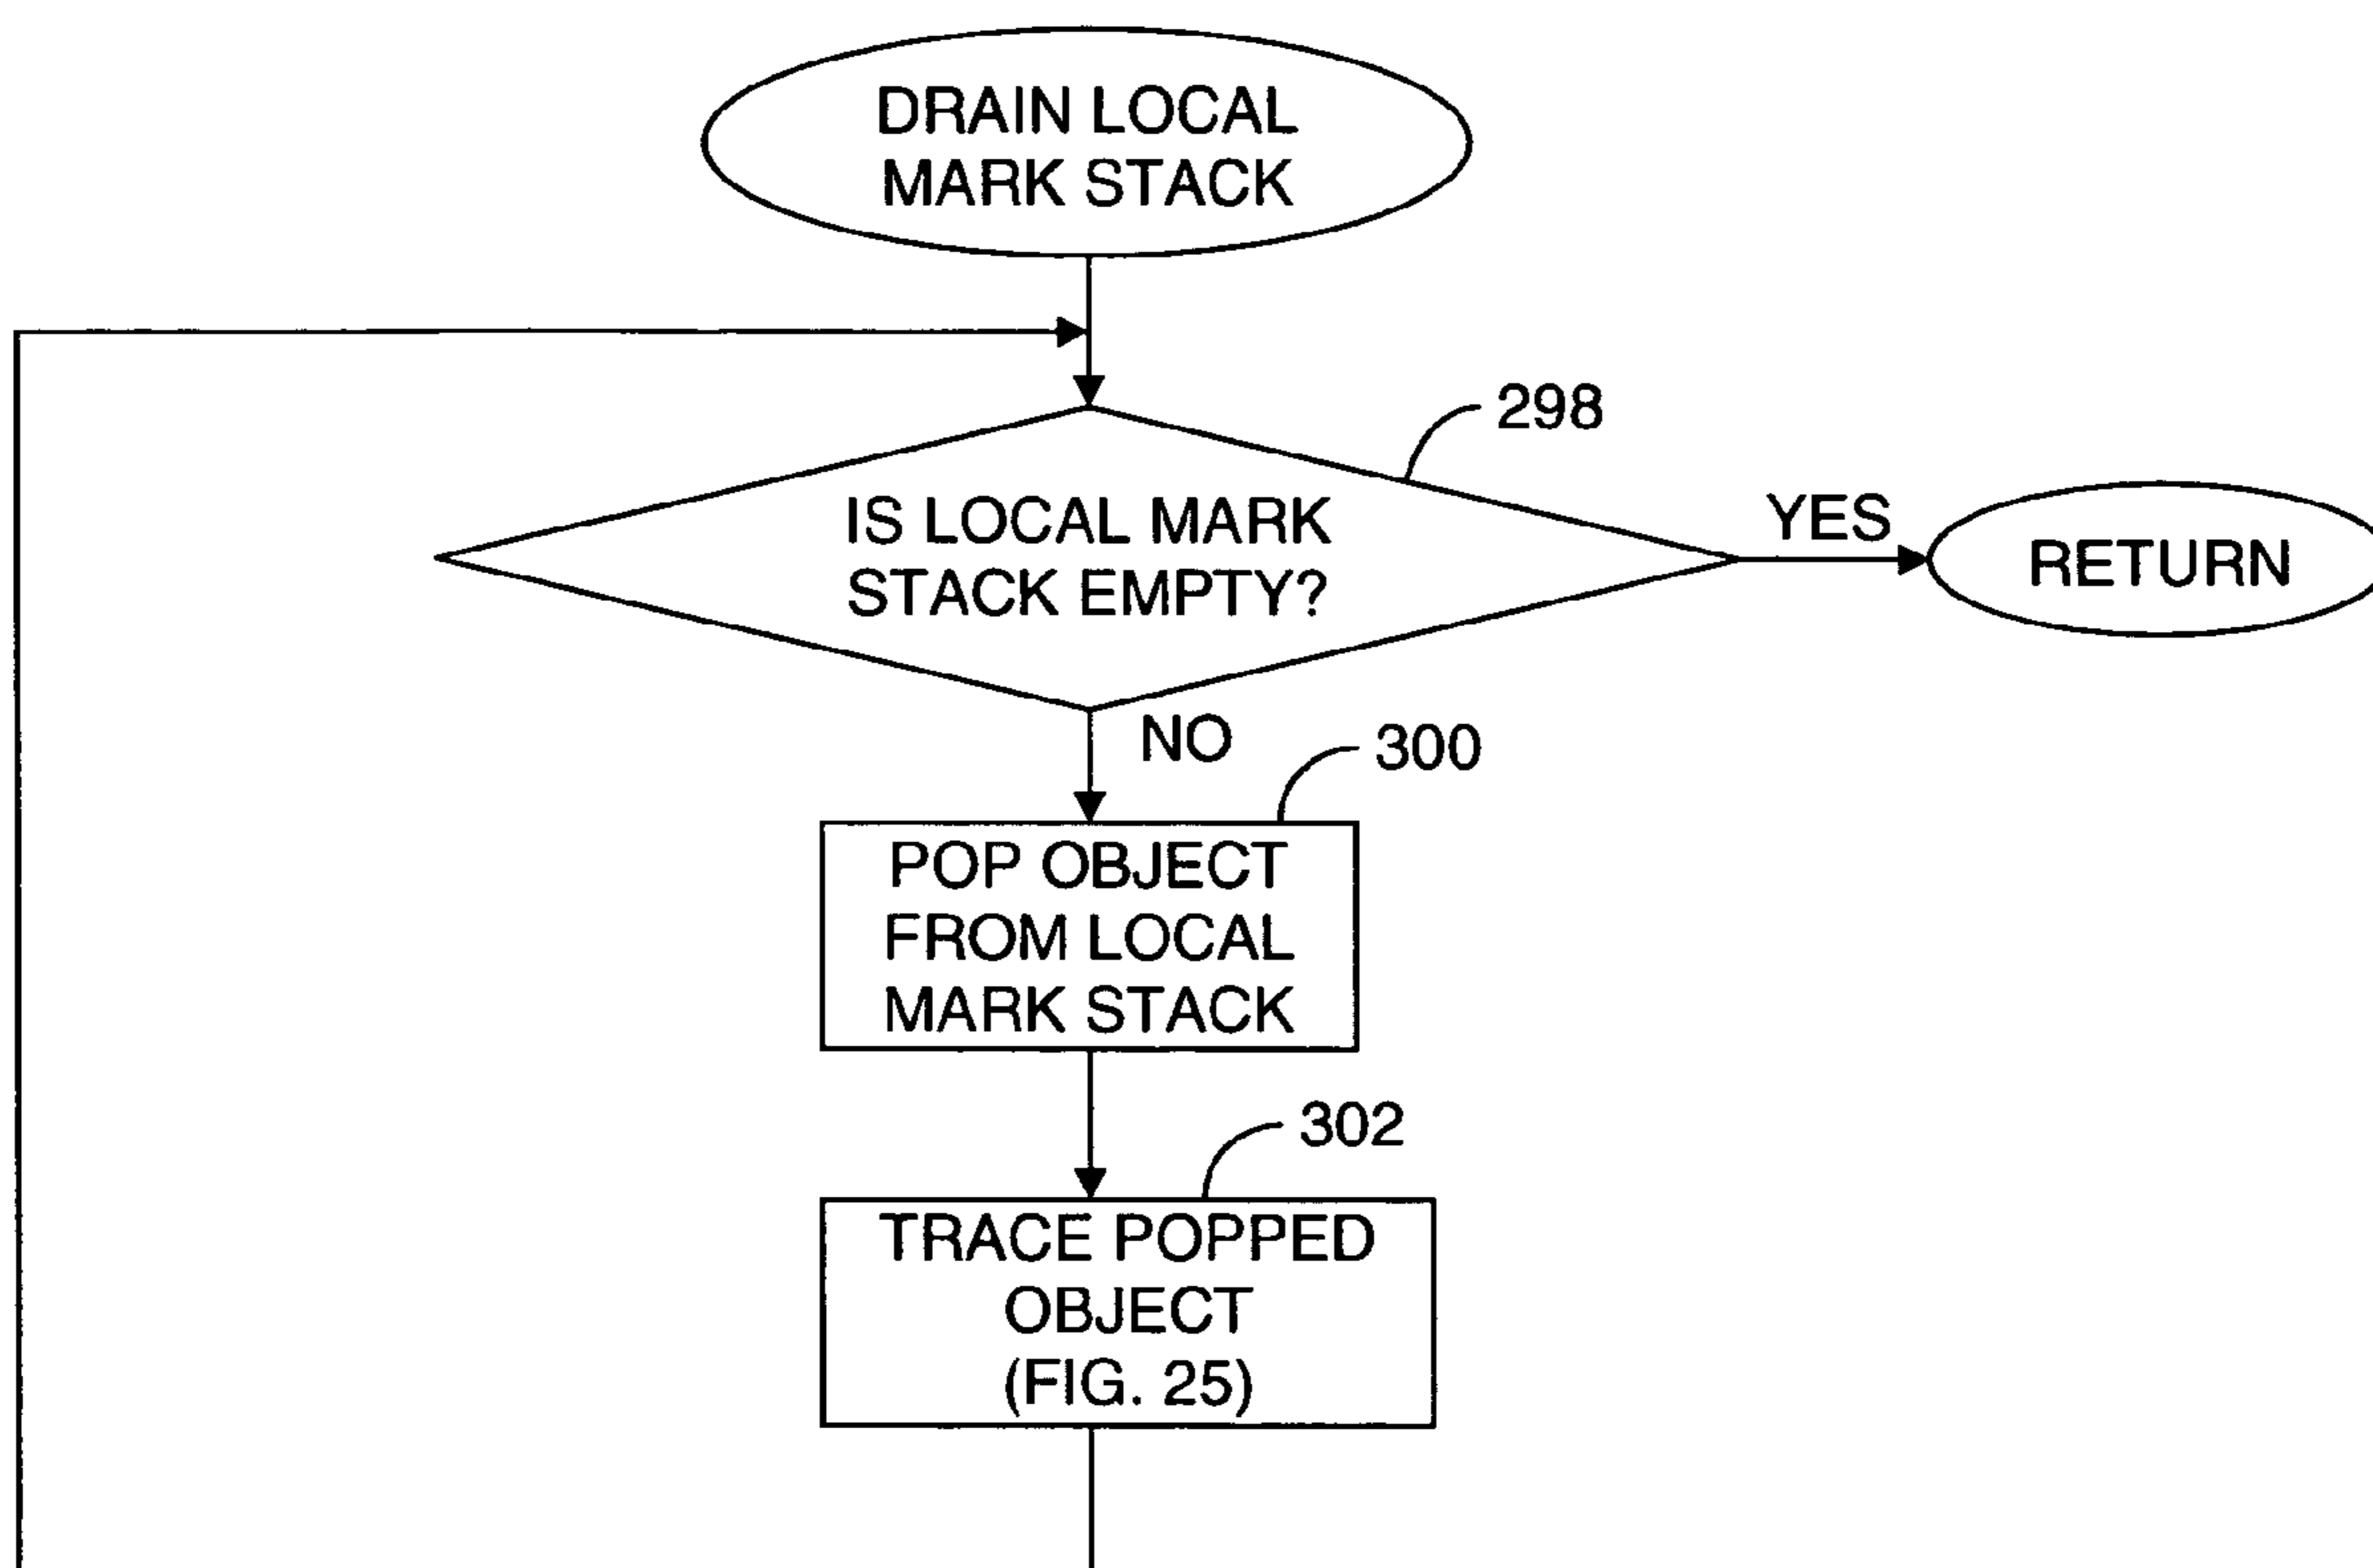 DRAIN LOCAL
MARK STACK
298
IS LOCAL MARK
STACK EMPTY?
YES
RETURN
NO
300
POP OBJECT
FROM LOCAL
MARK STACK
302
TRACE POPPED
OBJECT
(FIG. 25)